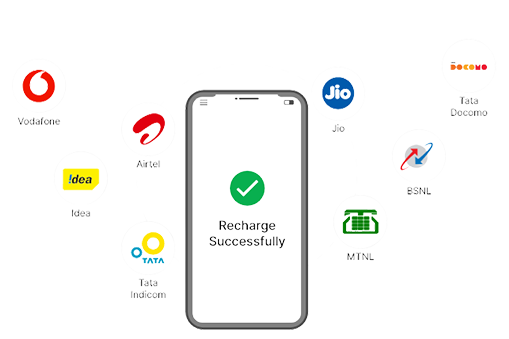 Vodafone
Airtel
!dea
Idea
TATA
Tata
Indicom
Recharge
Successfully
Jio
Jio
DOCOMO
Tata
Docomo
BSNL
MTNL